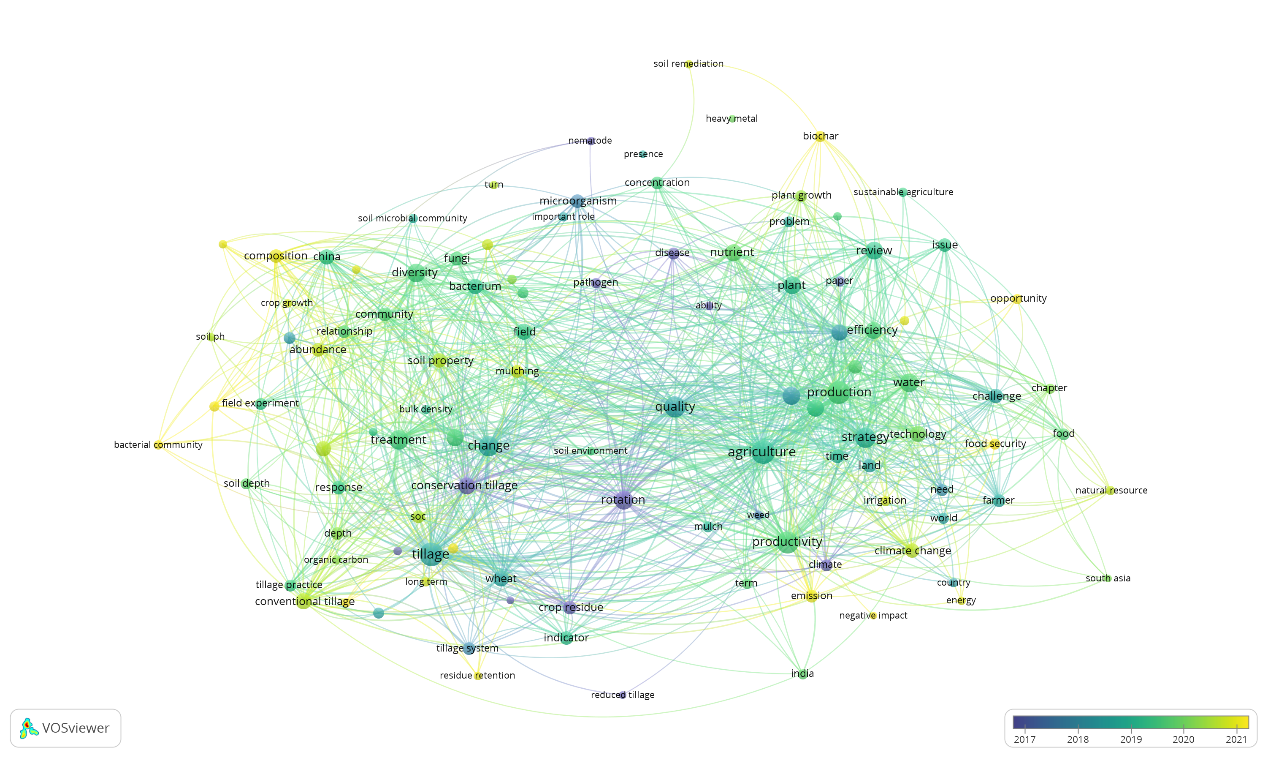 soil remediation
heavy metal
biochar
nematode
presence
turn
concentration
plant growth
sustainable agriculture
microorganism
important role
soil microbial community
problem
composition
china
fungi
disease
nutrient
review
issue
diversity
bacterium
pathogen
plant
paper
crop growth
ability
opportunity
community
soil ph
relationship
field
efficiency
abundance
soil property
mulching
water
chapter
production
challenge
field experiment
bulk density
quality
bacterial community
treatment
change
soil environment
agriculture
strategy
technology
food
food security
time
land
soil depth
response
conservation tillage
rotation
need
natural resource
irrigation
farmer
soc
weed
world
depth
mulch
productivity
climate change
tillage
organic carbon
climate
tillage practice
long term
wheat
term
country
south asia
conventional tillage
crop residue
emission
energy
negative impact
indicator
tillage system
residue retention
india
reduced tillage
VOSviewer
2017 2018 2019 2020 2021